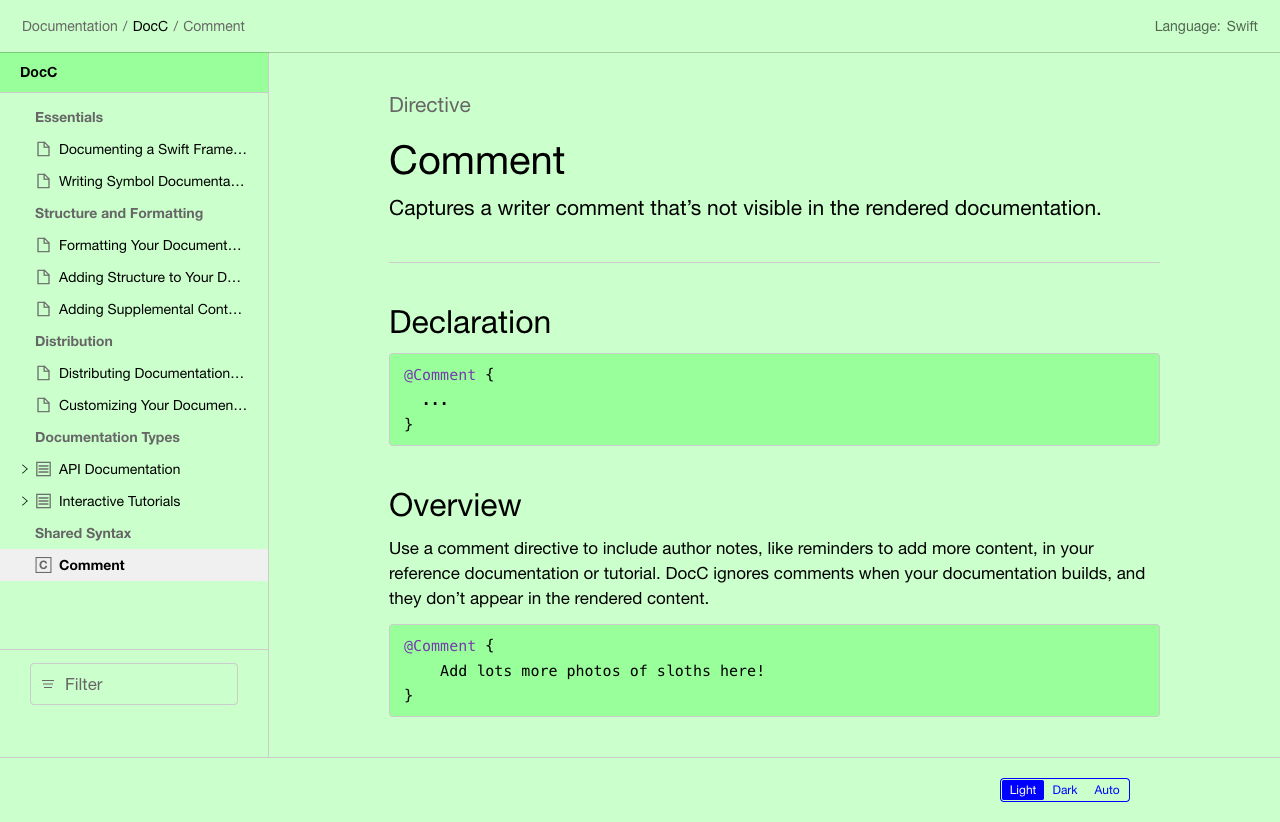 Documentation / DocC / Comment
Language: Swift
DocC
Essentials
Documenting a Swift Frame…
Writing Symbol Documenta…
Structure and Formatting
Formatting Your Document…
Adding Structure to Your D…
Adding Supplemental Cont…
Distribution
Distributing Documentation…
Customizing Your Documen…
Documentation Types
API Documentation
Interactive Tutorials
Shared Syntax
C Comment
Filter
Directive
Comment
Captures a writer comment that’s not visible in the rendered documentation.
Declaration
@Comment {
...
}
Overview
Use a comment directive to include author notes, like reminders to add more content, in your
reference documentation or tutorial. DocC ignores comments when your documentation builds, and
they don’t appear in the rendered content.
@Comment {
Add lots more photos of sloths here!
}
Light Dark Auto